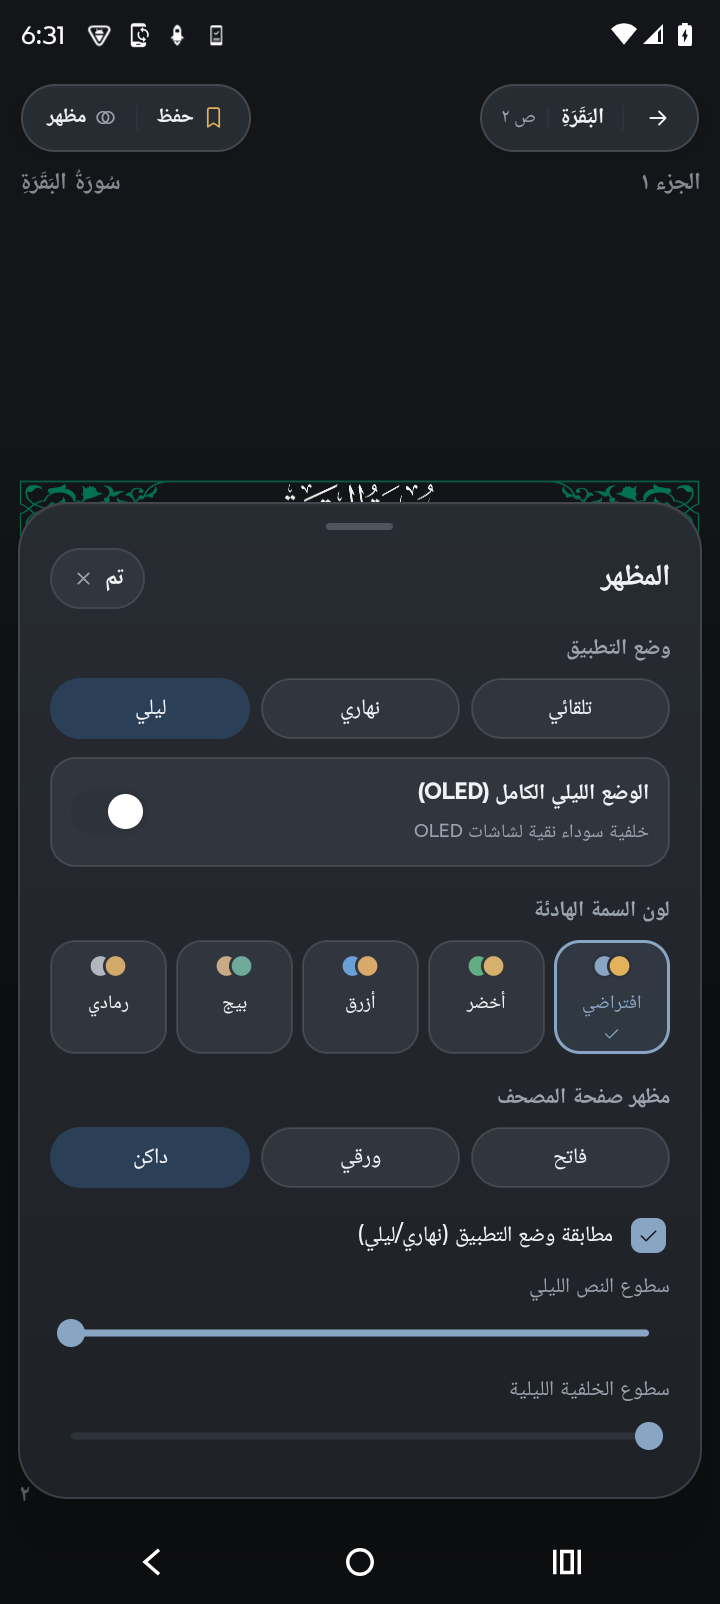 6:31
البَقَرَةِ ص ٢
حفظ مظهر
الجزء ١
سُورَةُ البَقَرَةِ
المظهر
تم
وضع التطبيق
تلقائي نهاري ليلي
الوضع الليلي الكامل (OLED)
خلفية سوداء نقية لشاشات OLED
لون السمة الهادئة
افتراضي أخضر أزرق بيج رمادي
مظهر صفحة المصحف
فاتح ورقي داكن
مطابقة وضع التطبيق (نهاري/ليلي)
سطوع النص الليلي
سطوع الخلفية الليلية
٢